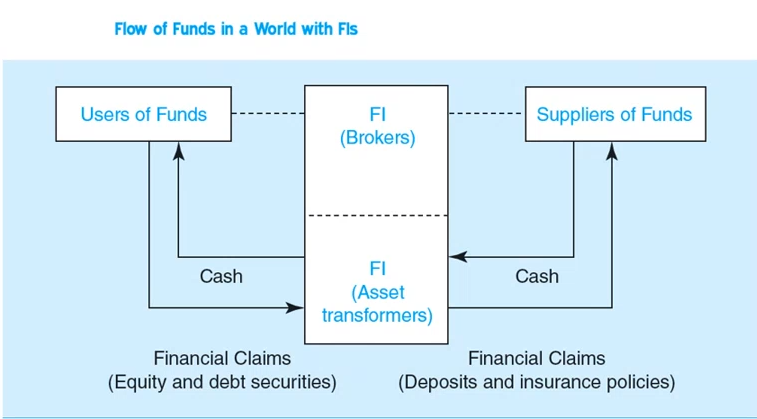 Flow of Funds in a World with FIs
Users of Funds
FI
(Brokers)
Suppliers of Funds
FI
(Asset
transformers)
Cash
Cash
Financial Claims
(Equity and debt securities)
Financial Claims
(Deposits and insurance policies)